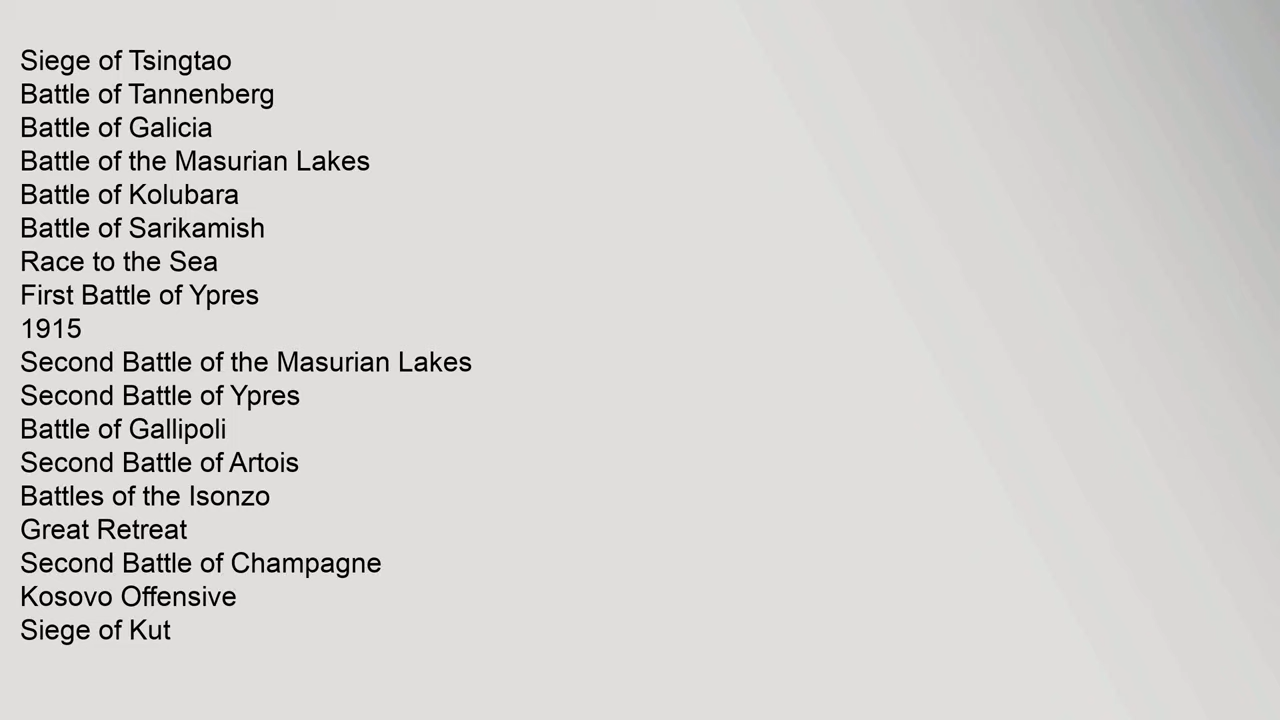 Siege of Tsingtao
Battle of Tannenberg
Battle of Galicia
Battle of the Masurian Lakes
Battle of Kolubara
Battle of Sarikamish
Race to the Sea
First Battle of Ypres
1915
Second Battle of the Masurian Lakes
Second Battle of Ypres
Battle of Gallipoli
Second Battle of Artois
Battles of the Isonzo
Great Retreat
Second Battle of Champagne
Kosovo Offensive
Siege of Kut